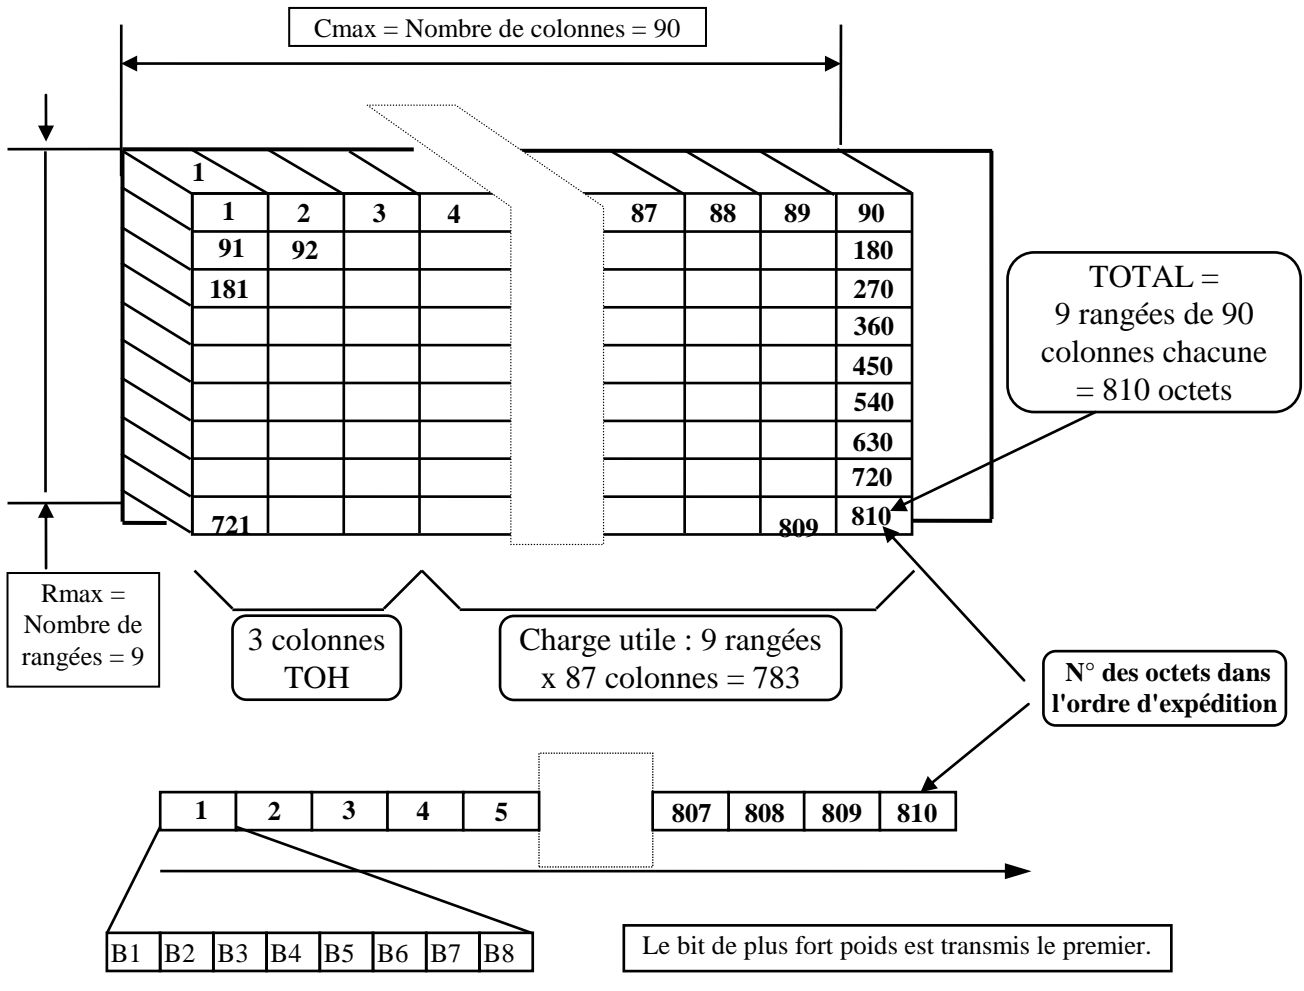 Cmax = Nombre de colonnes = 90
1
1 2 3 4 87 88 89 90
91 92 180
181 270
360
450
540
630
720
721 809 810
TOTAL =
9 rangées de 90
colonnes chacune
= 810 octets
Rmax =
Nombre de
rangées = 9
3 colonnes
TOH
Charge utile : 9 rangées
x 87 colonnes = 783
N° des octets dans
l'ordre d'expédition
1 2 3 4 5 807 808 809 810
B1 B2 B3 B4 B5 B6 B7 B8
Le bit de plus fort poids est transmis le premier.